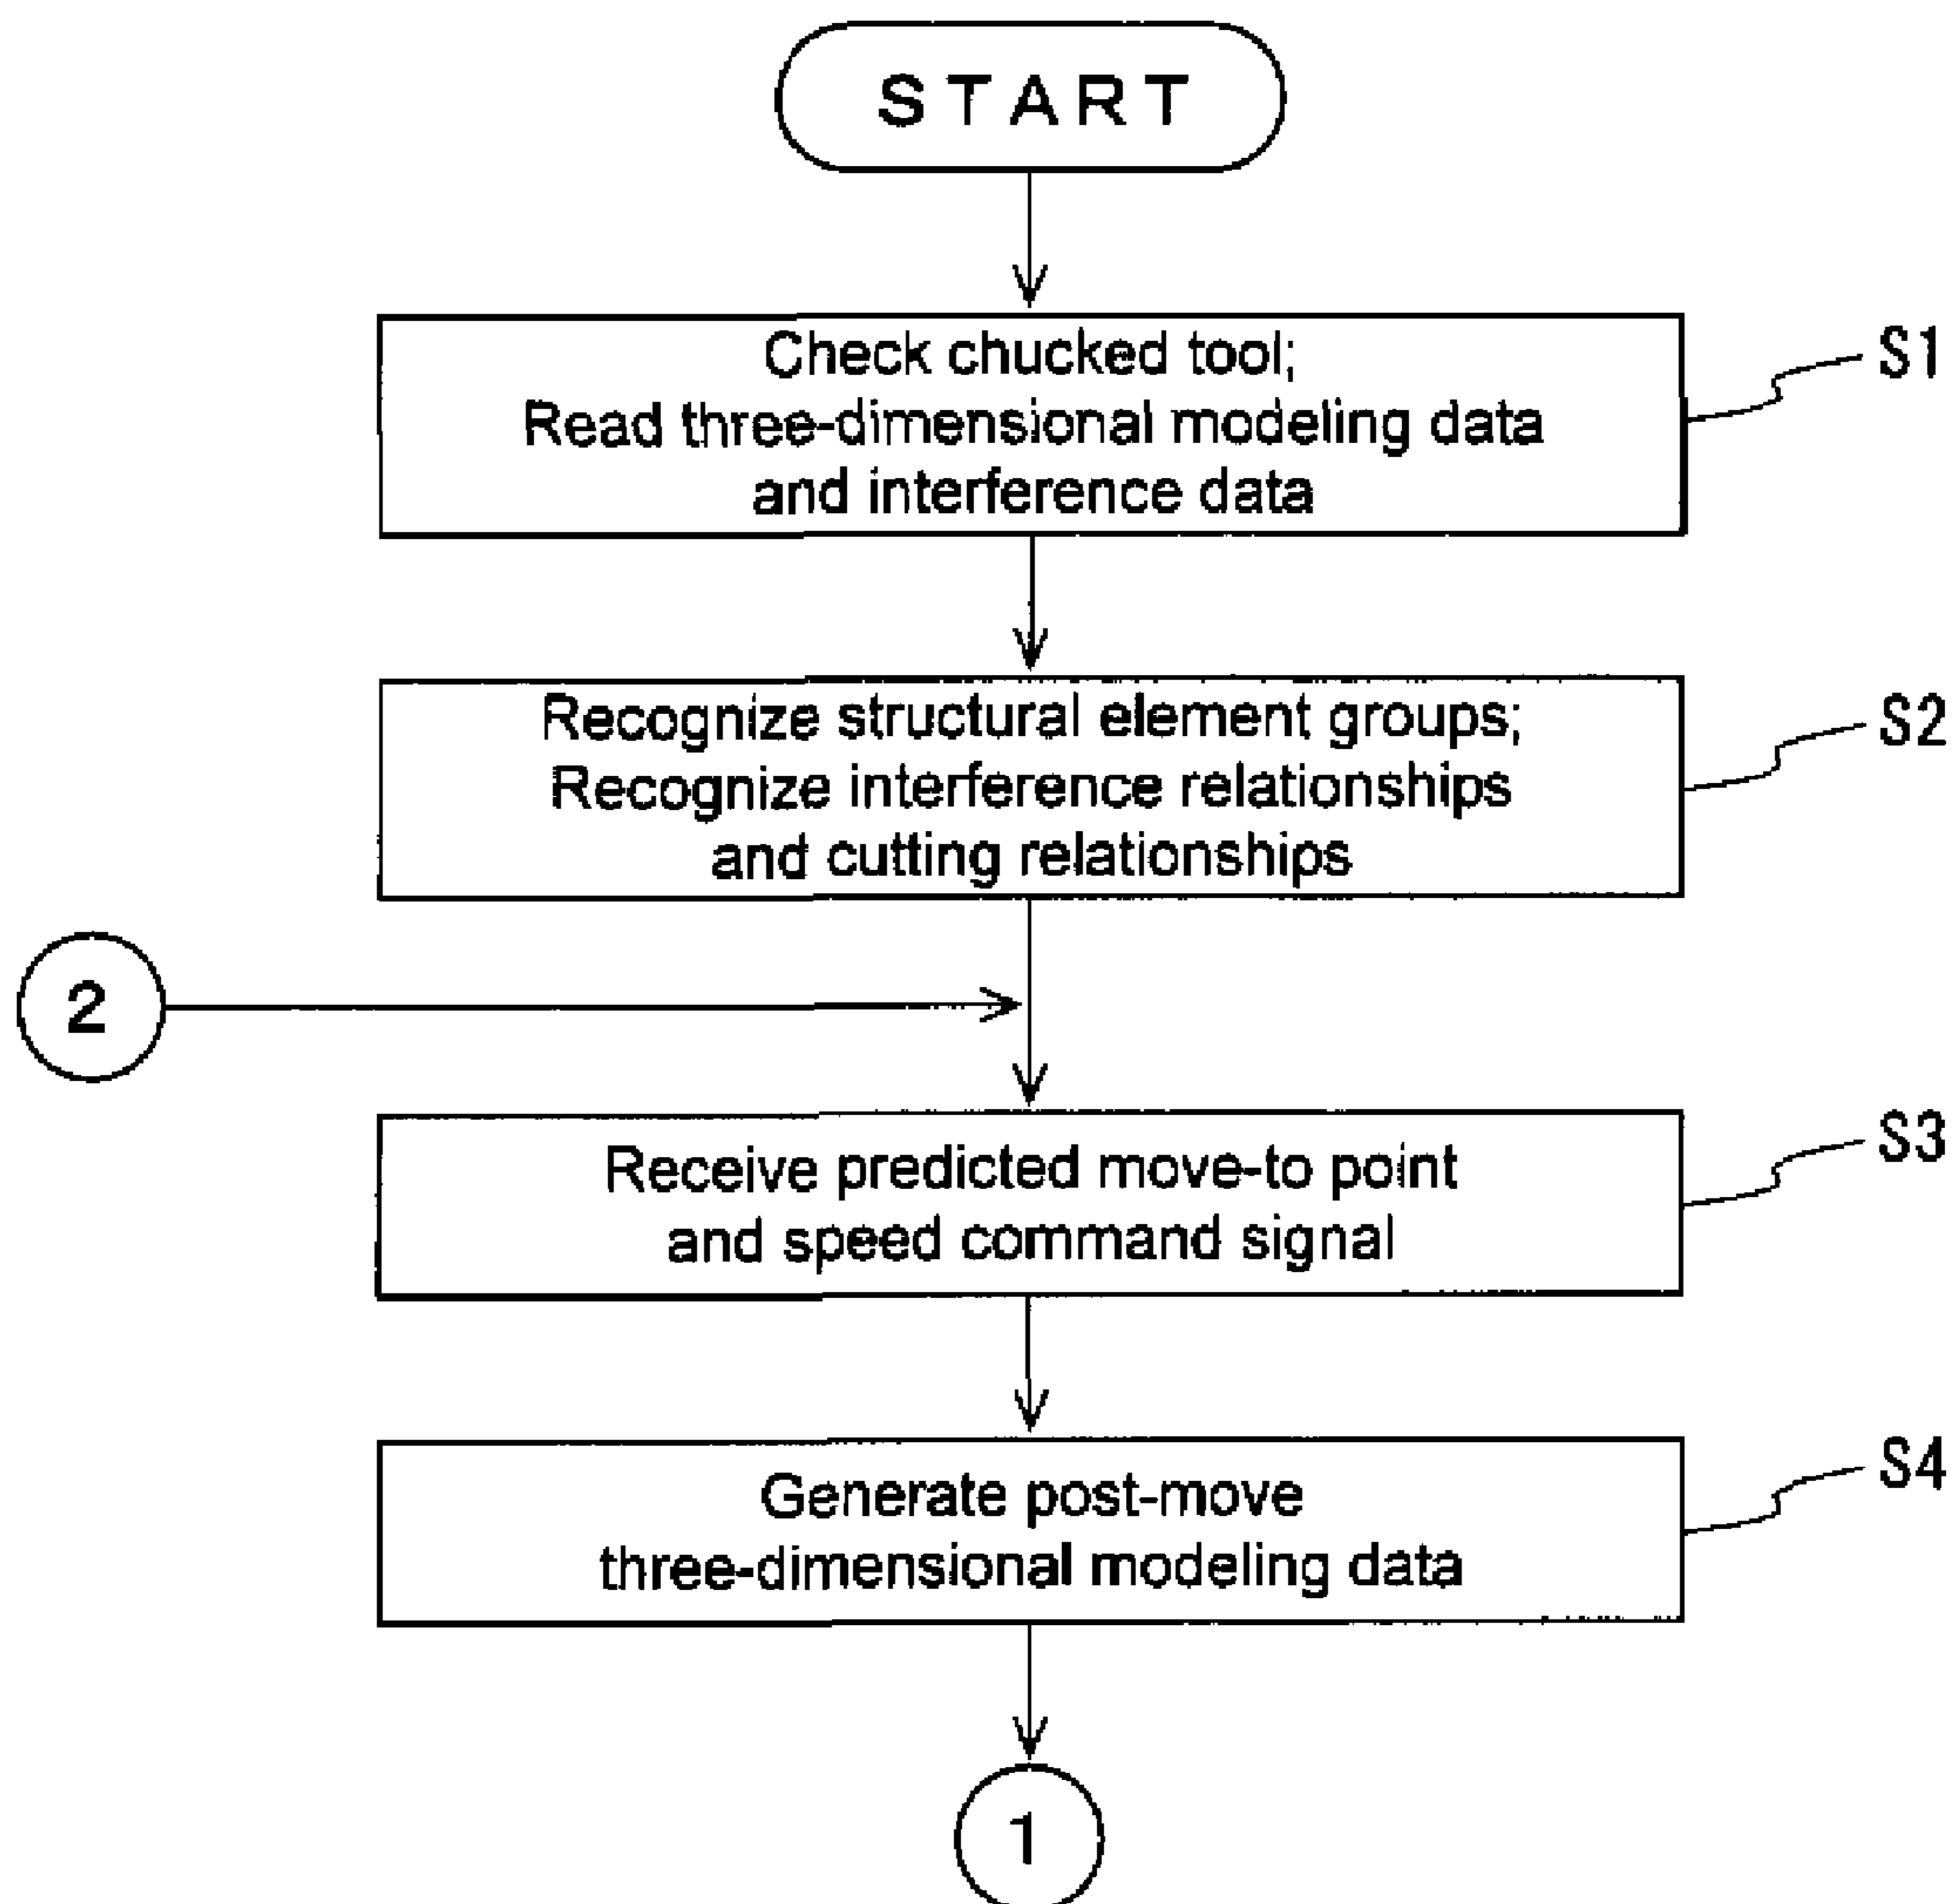 START
Check chucked tool;
Read three-dimensional modeling data
and interference data
S1
Recognize structural element groups;
Recognize interference relationships
and cutting relationships
S2
2
Receive predicted move-to point
and speed command signal
S3
Generate post-move
three-dimensional modeling data
S4
1